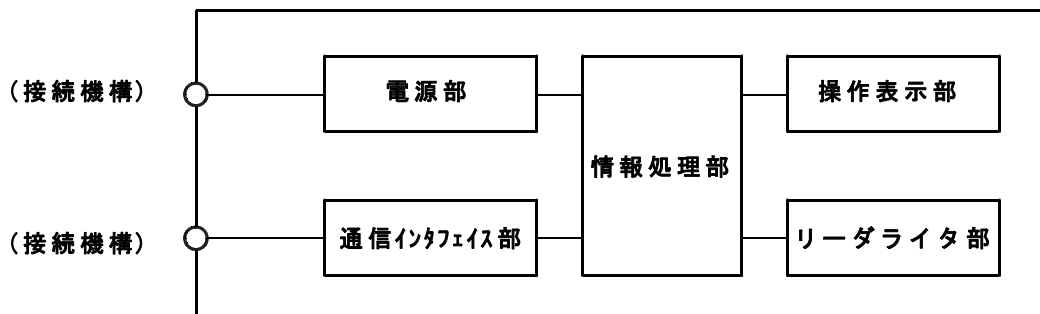 (接続機構)
電源部
操作表示部
情報処理部
(接続機構)
通信ｲﾝﾀﾌｪｲｽ部
リーダライタ部